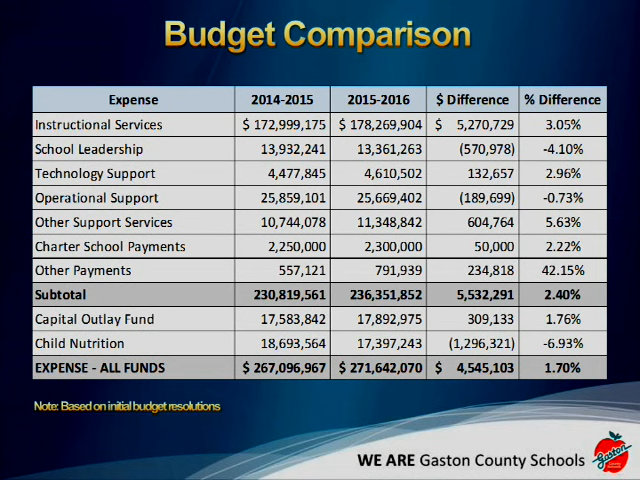 Budget Comparison
Expense 2014-2015 2015-2016 $ Difference % Difference
Instructional Services $ 172,999,175 $ 178,269,904 $ 5,270,729 3.05%
School Leadership 13,932,241 13,361,263 (570,978) -4.10%
Technology Support 4,477,845 4,610,502 132,657 2.96%
Operational Support 25,859,101 25,669,402 (189,699) -0.73%
Other Support Services 10,744,078 11,348,842 604,764 5.63%
Charter School Payments 2,250,000 2,300,000 50,000 2.22%
Other Payments 557,121 791,939 234,818 42.15%
Subtotal 230,819,561 236,351,852 5,532,291 2.40%
Capital Outlay Fund 17,583,842 17,892,975 309,133 1.76%
Child Nutrition 18,693,564 17,397,243 (1,296,321) -6.93%
EXPENSE - ALL FUNDS $ 267,096,967 $ 271,642,070 $ 4,545,103 1.70%
Note: Based on initial budget resolutions
WE ARE Gaston County Schools
Gaston